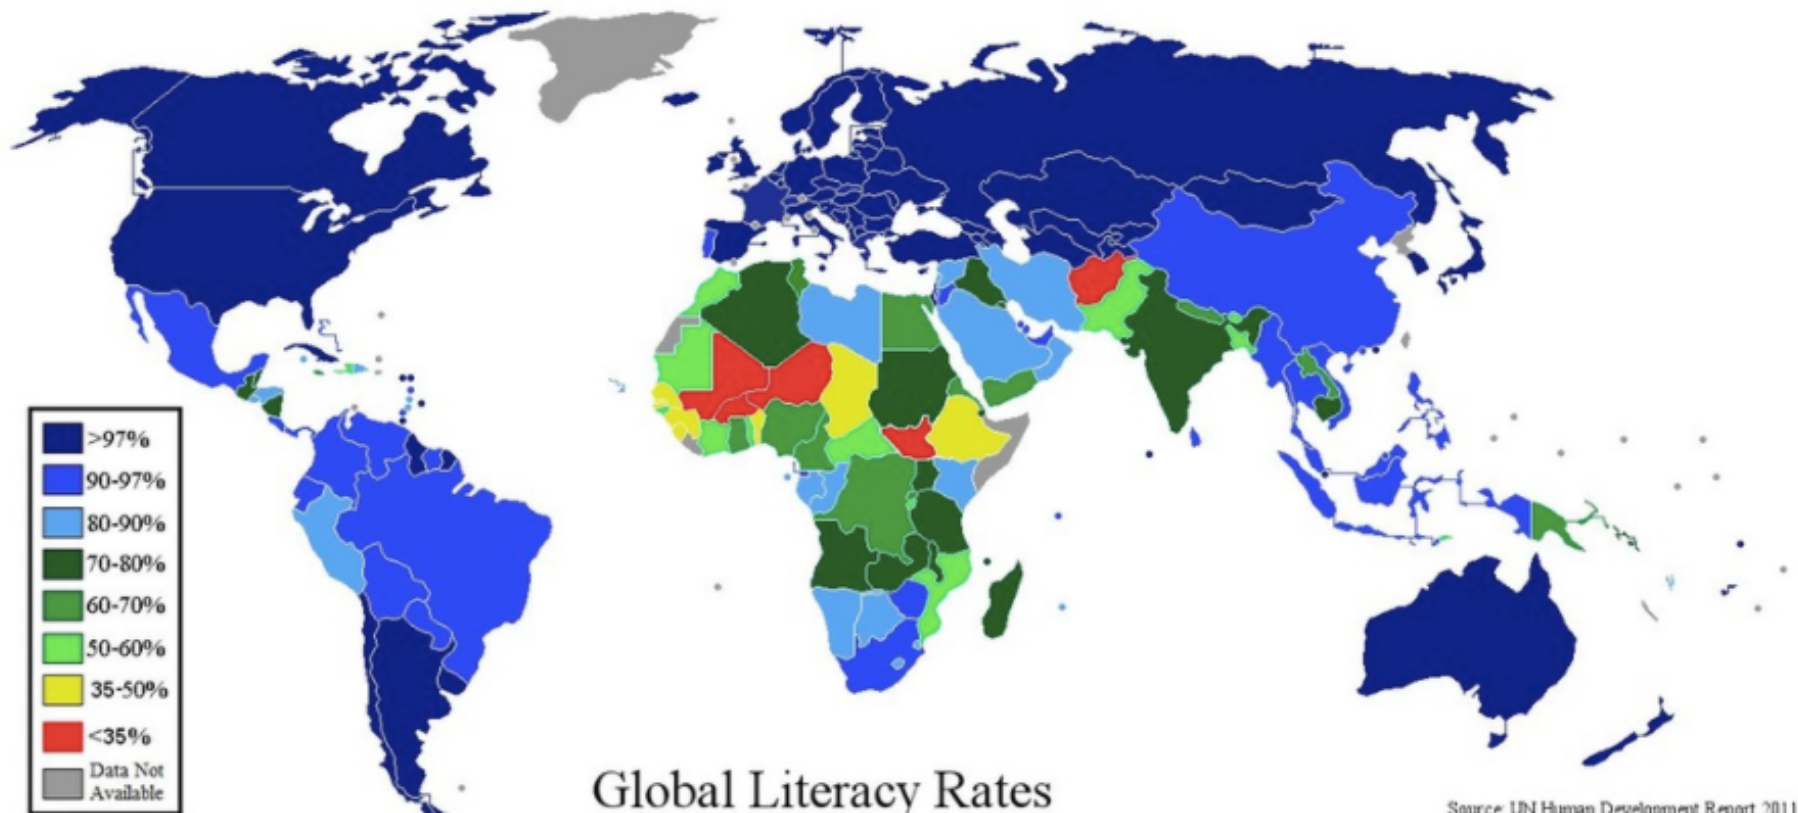 >97%
90-97%
80-90%
70-80%
60-70%
50-60%
35-50%
<35%
Data Not
Available
Global Literacy Rates
Source: UN Human Development Report 2011